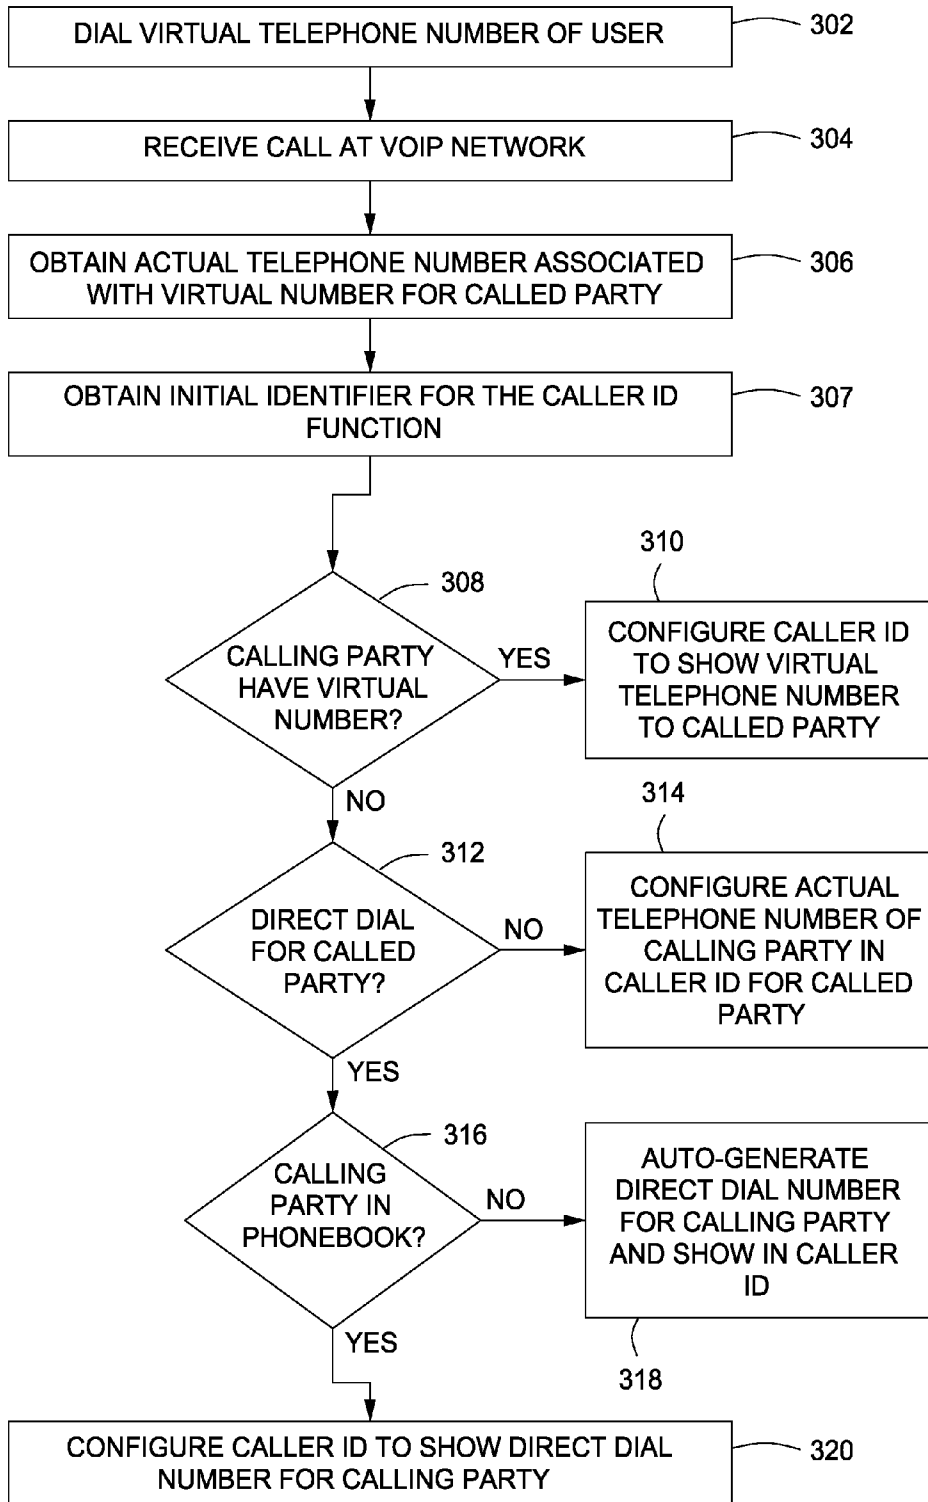 DIAL VIRTUAL TELEPHONE NUMBER OF USER
302
RECEIVE CALL AT VOIP NETWORK
304
OBTAIN ACTUAL TELEPHONE NUMBER ASSOCIATED
WITH VIRTUAL NUMBER FOR CALLED PARTY
306
OBTAIN INITIAL IDENTIFIER FOR THE CALLER ID
FUNCTION
307
308
CALLING PARTY
HAVE VIRTUAL
NUMBER?
YES
310
CONFIGURE CALLER ID
TO SHOW VIRTUAL
TELEPHONE NUMBER
TO CALLED PARTY
NO
312
DIRECT DIAL
FOR CALLED
PARTY?
NO
314
CONFIGURE ACTUAL
TELEPHONE NUMBER OF
CALLING PARTY IN
CALLER ID FOR CALLED
PARTY
YES
316
CALLING
PARTY IN
PHONEBOOK?
NO
AUTO-GENERATE
DIRECT DIAL NUMBER
FOR CALLING PARTY
AND SHOW IN CALLER
ID
318
YES
CONFIGURE CALLER ID TO SHOW DIRECT DIAL
NUMBER FOR CALLING PARTY
320